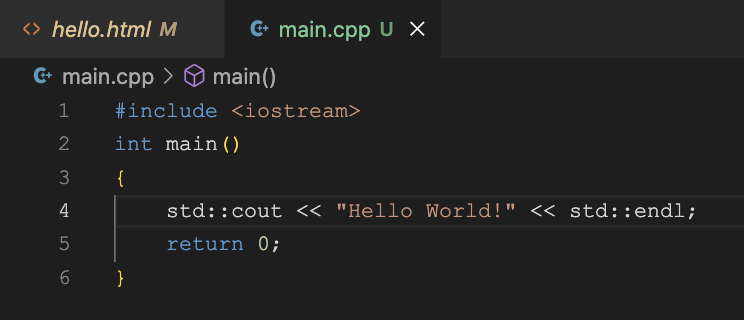 hello.html M
main.cpp U
main.cpp > main()
1 #include <iostream>
2 int main()
3 {
4     std::cout << "Hello World!" << std::endl;
5     return 0;
6 }